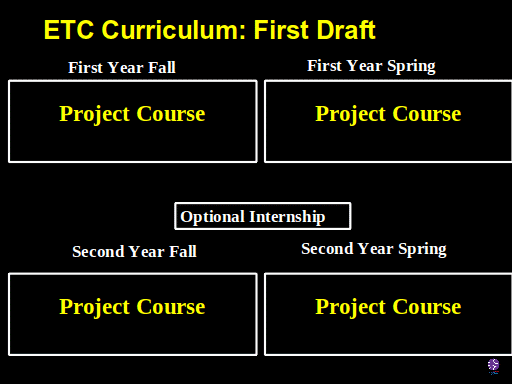 ETC Curriculum: First Draft
First Year Fall
First Year Spring
Project Course
Project Course
Optional Internship
Second Year Fall
Second Year Spring
Project Course
Project Course